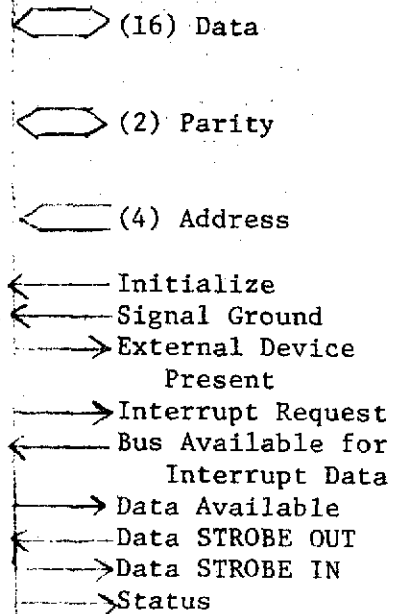 (16) Data
(2) Parity
(4) Address
Initialize
Signal Ground
External Device
Present
Interrupt Request
Bus Available for
Interrupt Data
Data Available
Data STROBE OUT
Data STROBE IN
Status